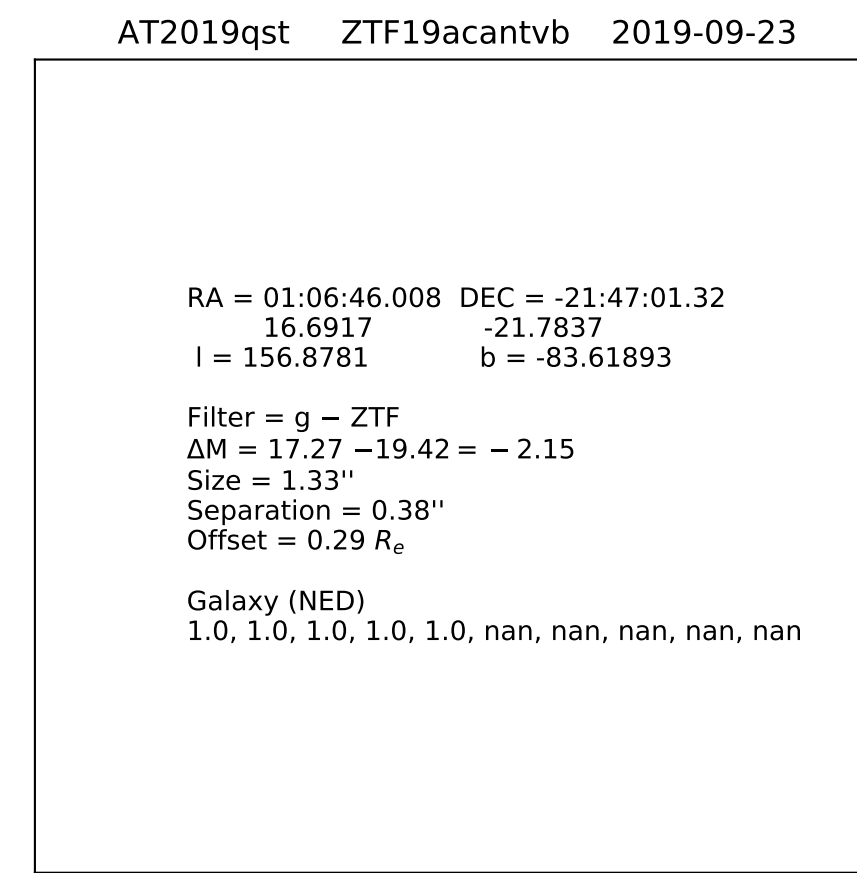 AT2019qst ZTF19acantvb 2019-09-23
RA = 01:06:46.008 DEC = -21:47:01.32
16.6917 -21.7837
l = 156.8781 b = -83.61893
Filter = g − ZTF
ΔM = 17.27 −19.42 = − 2.15
Size = 1.33''
Separation = 0.38''
Offset = 0.29 Re
Galaxy (NED)
1.0, 1.0, 1.0, 1.0, 1.0, nan, nan, nan, nan, nan